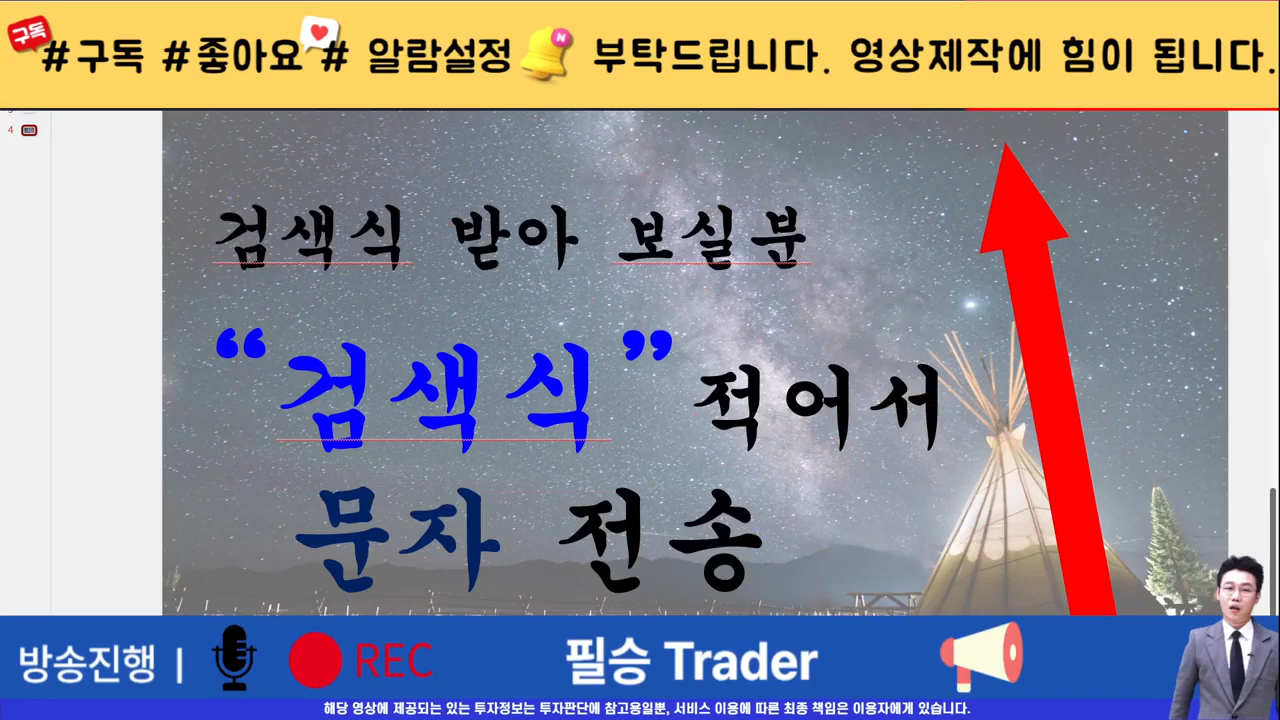 구독
#구독 #좋아요 # 알람설정 N 부탁드립니다. 영상제작에 힘이 됩니다.
4
검색식 받아 보실분
“검색식” 적어서
문자 전송
방송진행 | REC 필승 Trader
해당 영상에 제공되는 있는 투자정보는 투자판단에 참고용일뿐, 서비스 이용에 따른 최종 책임은 이용자에게 있습니다.